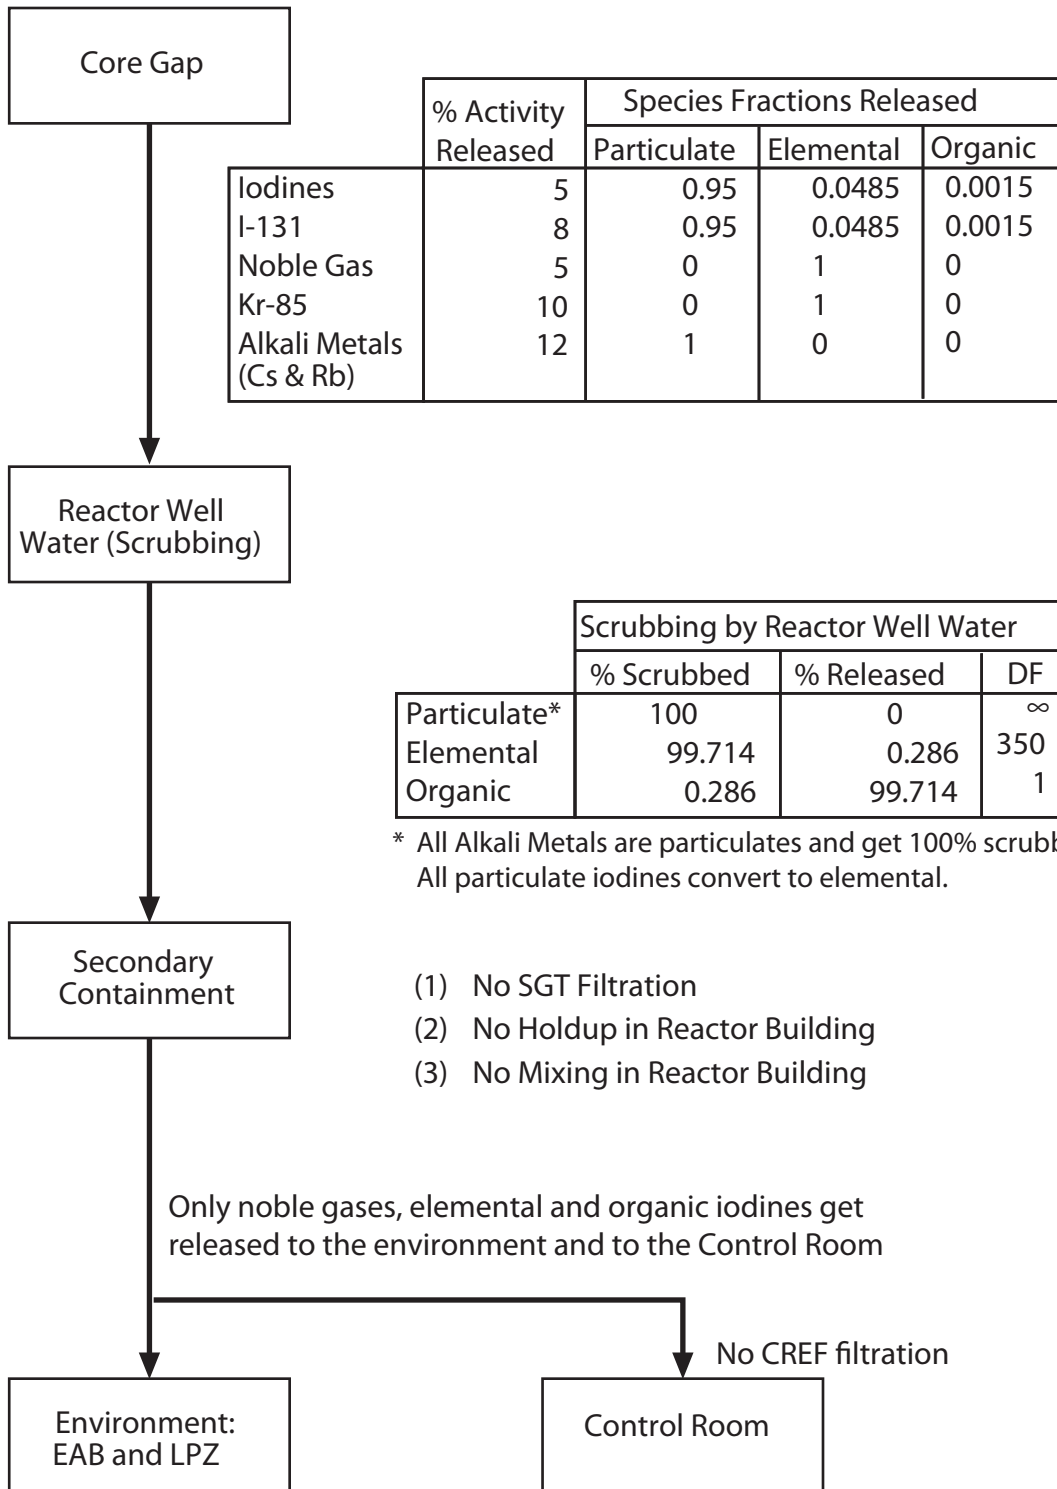 Core Gap
% Activity Released Species Fractions Released
Particulate Elemental Organic
Iodines 5 0.95 0.0485 0.0015
I-131 8 0.95 0.0485 0.0015
Noble Gas 5 0 1 0
Kr-85 10 0 1 0
Alkali Metals 12 1 0 0
(Cs & Rb)
Reactor Well
Water (Scrubbing)
Scrubbing by Reactor Well Water
% Scrubbed % Released DF
Particulate* 100 0 ∞
Elemental 99.714 0.286 350
Organic 0.286 99.714 1
* All Alkali Metals are particulates and get 100% scrubb
All particulate iodines convert to elemental.
Secondary
Containment
(1) No SGT Filtration
(2) No Holdup in Reactor Building
(3) No Mixing in Reactor Building
Only noble gases, elemental and organic iodines get
released to the environment and to the Control Room
No CREF filtration
Environment:
EAB and LPZ
Control Room